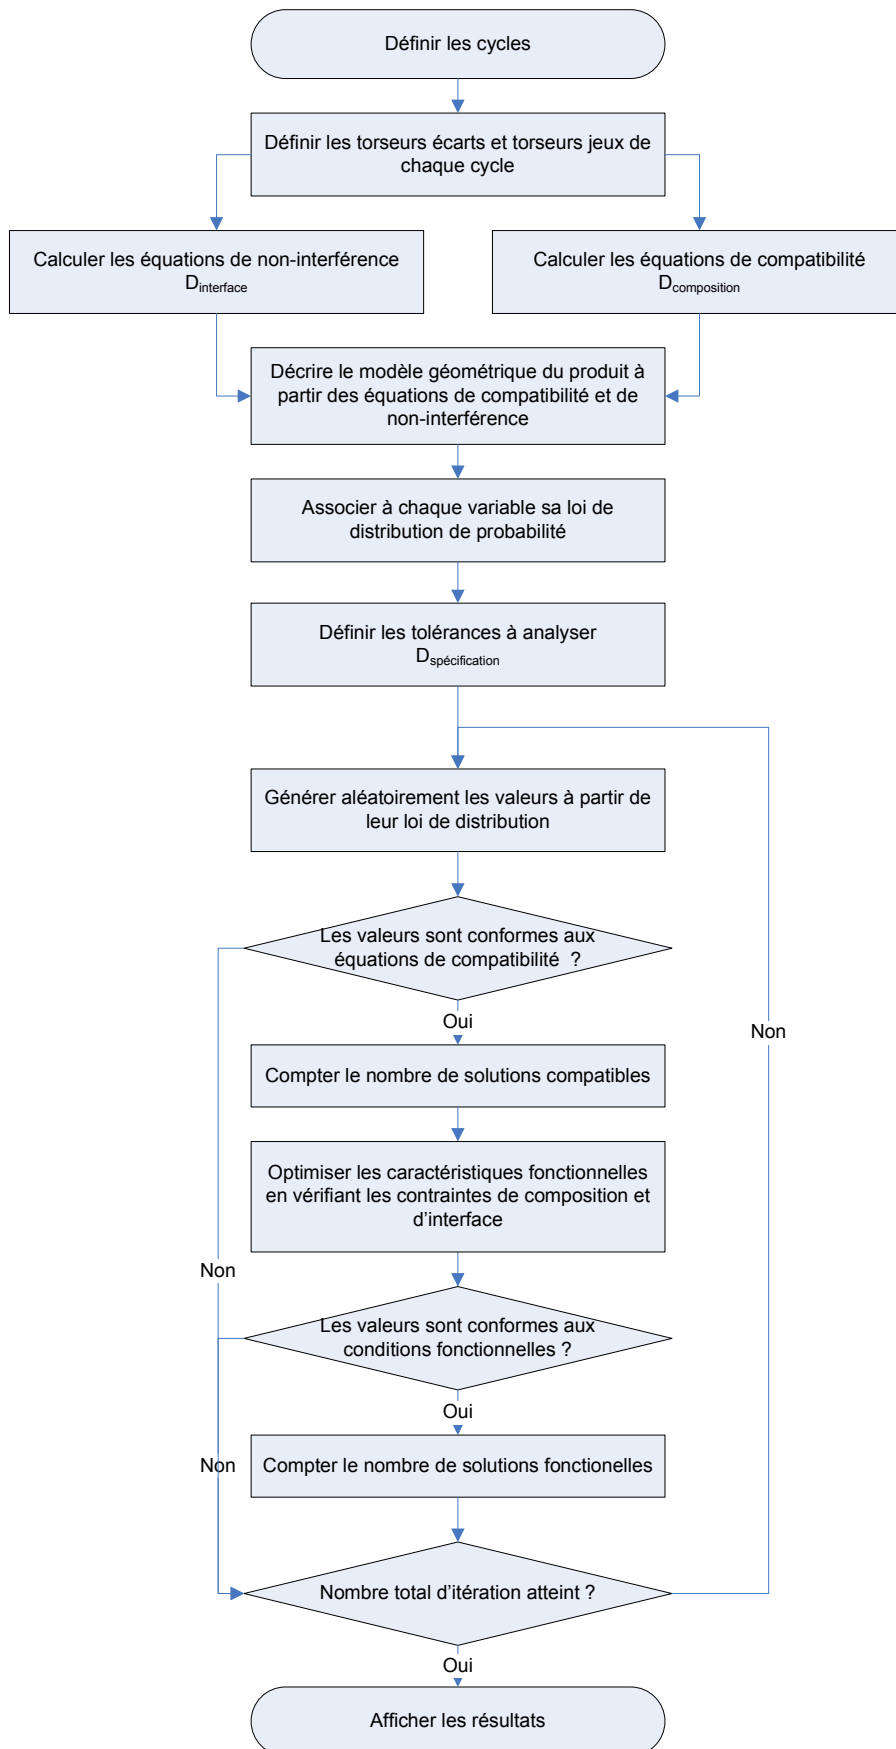 Définir les cycles
Définir les torseurs écarts et torseurs jeux de
chaque cycle
Calculer les équations de non-interférence
Dinterface
Calculer les équations de compatibilité
Dcomposition
Décrire le modèle géométrique du produit à
partir des équations de compatibilité et de
non-interférence
Associer à chaque variable sa loi de
distribution de probabilité
Définir les tolérances à analyser
Dspécification
Générer aléatoirement les valeurs à partir de
leur loi de distribution
Les valeurs sont conformes aux
équations de compatibilité ?
Oui
Non
Compter le nombre de solutions compatibles
Optimiser les caractéristiques fonctionnelles
en vérifiant les contraintes de composition et
d'interface
Non
Les valeurs sont conformes aux
conditions fonctionnelles ?
Oui
Non
Compter le nombre de solutions fonctionelles
Nombre total d'itération atteint ?
Oui
Afficher les résultats